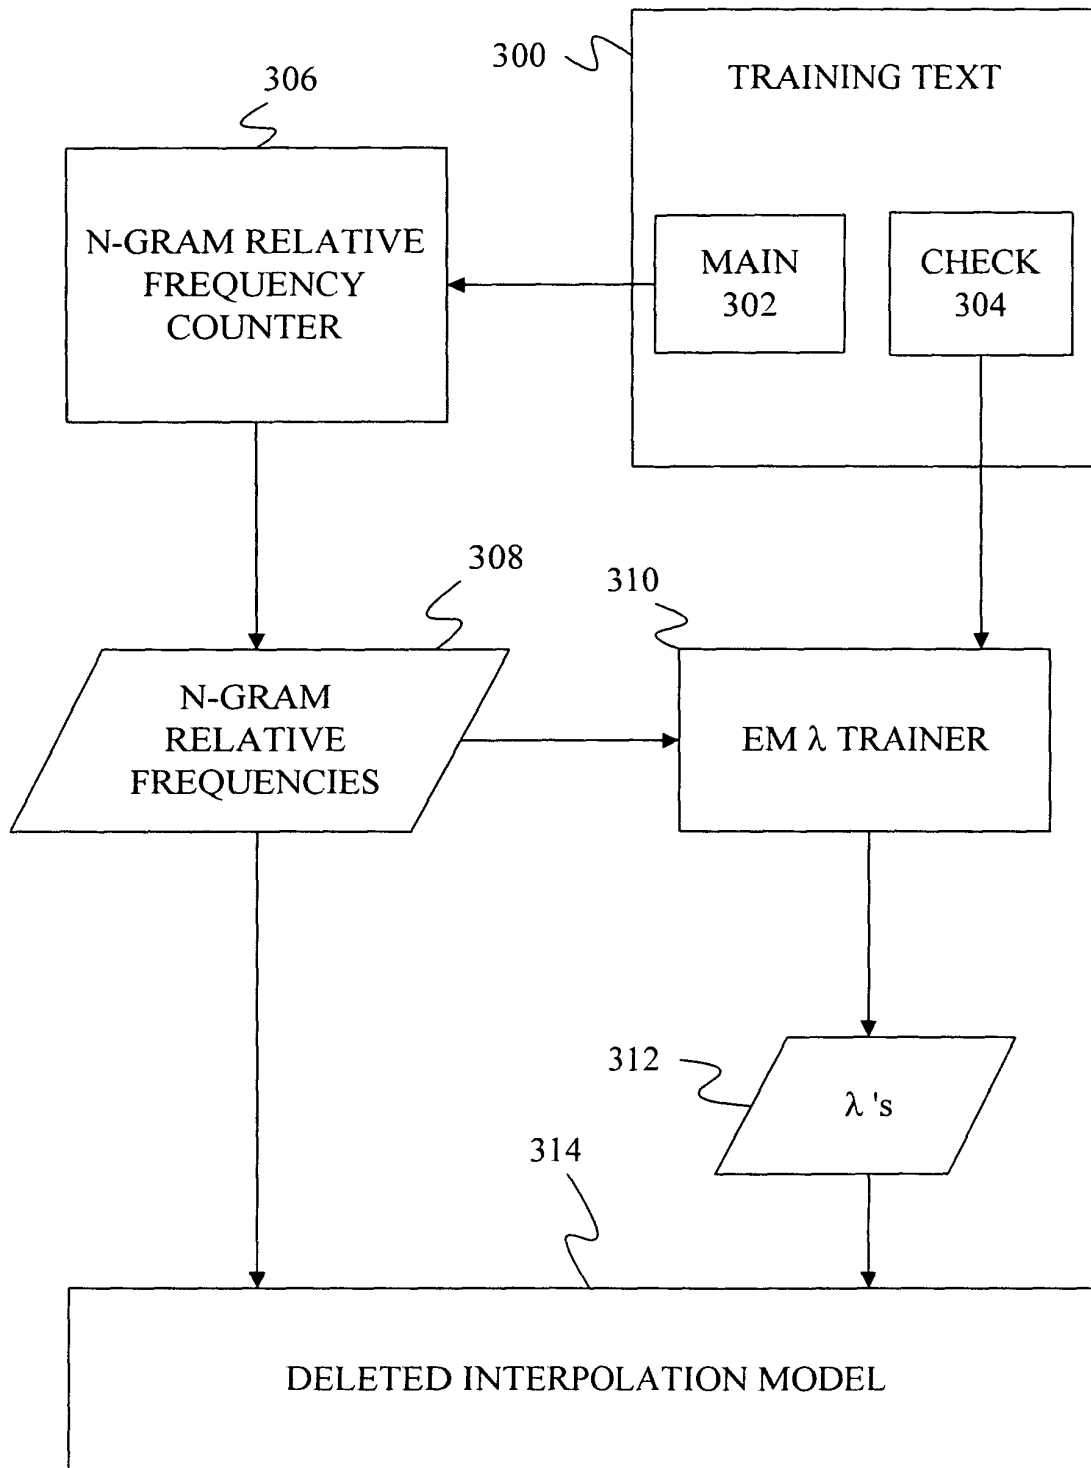 300
TRAINING TEXT
306
N-GRAM RELATIVE
FREQUENCY
COUNTER
MAIN
302
CHECK
304
308
310
N-GRAM
RELATIVE
FREQUENCIES
EM λ TRAINER
312
λ 's
314
DELETED INTERPOLATION MODEL